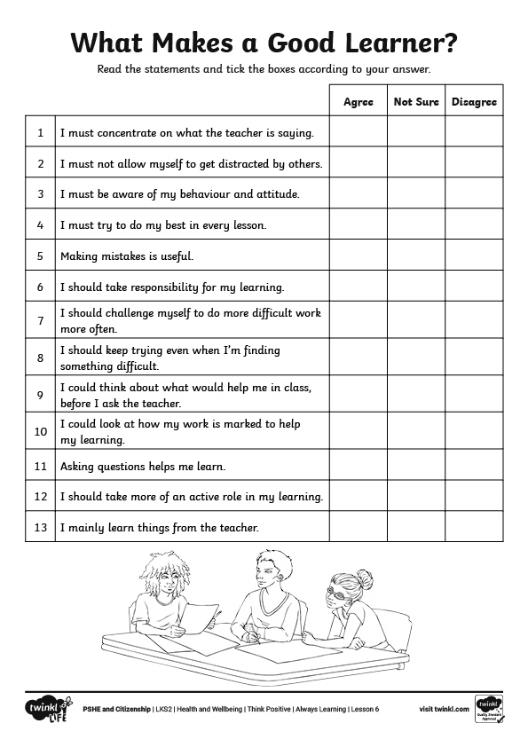 What Makes a Good Learner?
Read the statements and tick the boxes according to your answer.
Agree Not Sure Disagree
1 I must concentrate on what the teacher is saying.
2 I must not allow myself to get distracted by others.
3 I must be aware of my behaviour and attitude.
4 I must try to do my best in every lesson.
5 Making mistakes is useful.
6 I should take responsibility for my learning.
7 I should challenge myself to do more difficult work
more often.
8 I should keep trying even when I'm finding
something difficult.
9 I could think about what would help me in class,
before I ask the teacher.
10 I could look at how my work is marked to help
my learning.
11 Asking questions helps me learn.
12 I should take more of an active role in my learning.
13 I mainly learn things from the teacher.
twinkl
LIFE
PSHE and Citizenship | LKS2 | Health and Wellbeing | Think Positive | Always Learning | Lesson 6
visit twinkl.com
twinkl
Quality Standard
Approved